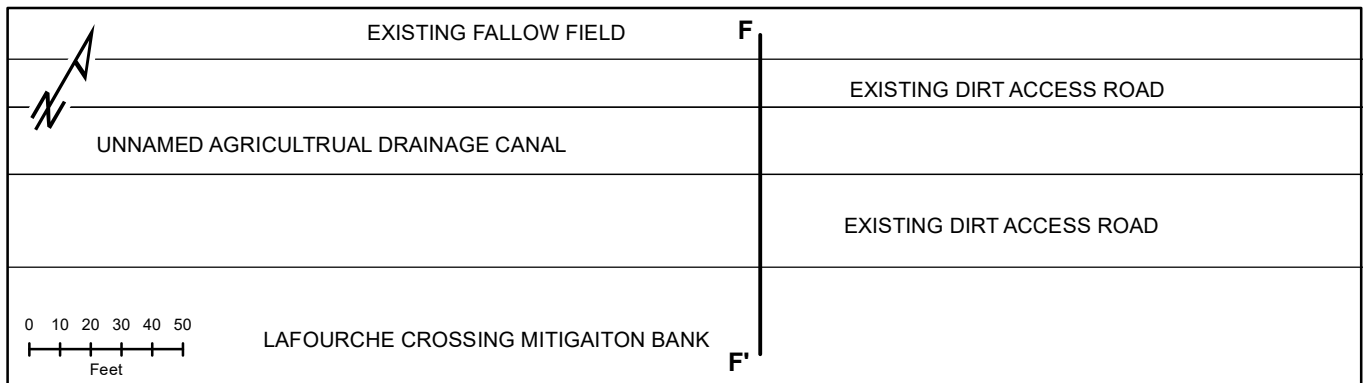 EXISTING FALLOW FIELD
F
EXISTING DIRT ACCESS ROAD
N
UNNAMED AGRICULTRUAL DRAINAGE CANAL
EXISTING DIRT ACCESS ROAD
0 10 20 30 40 50
Feet
LAFOURCHE CROSSING MITIGAITON BANK
F'